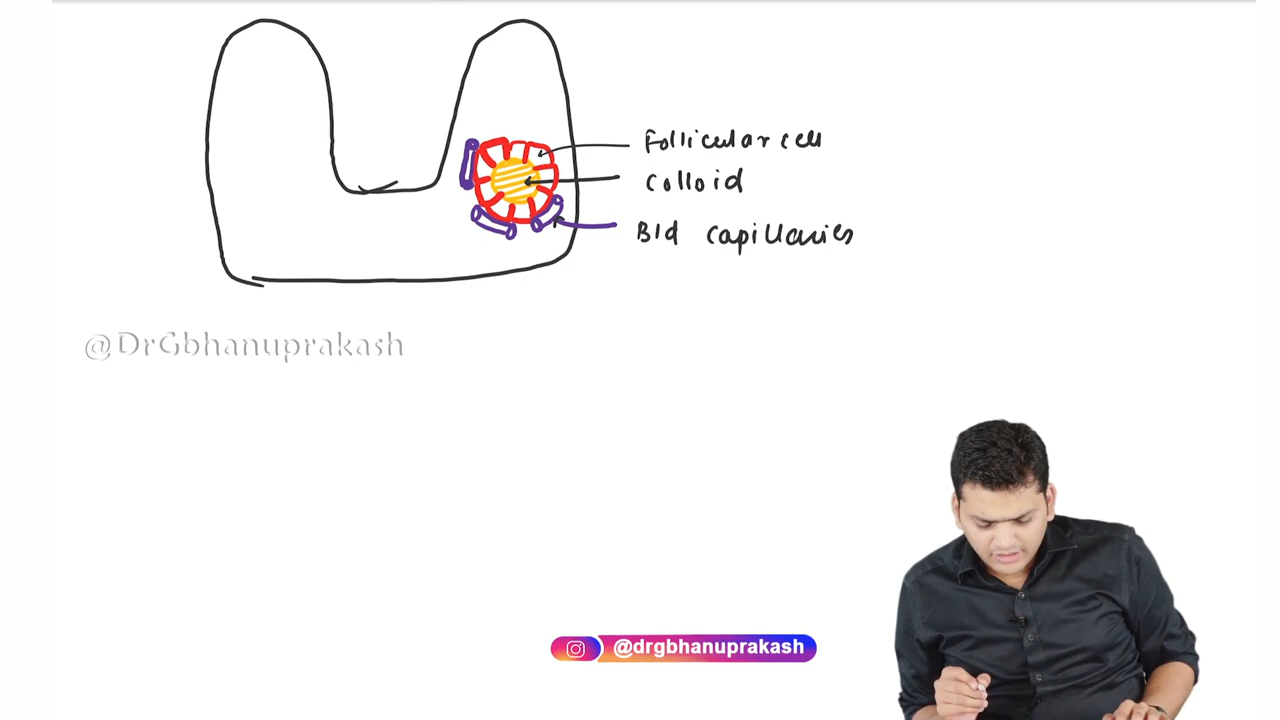 Follicular cell
Colloid
Bld capillaries
@DrGbhanuprakash
@drgbhanuprakash